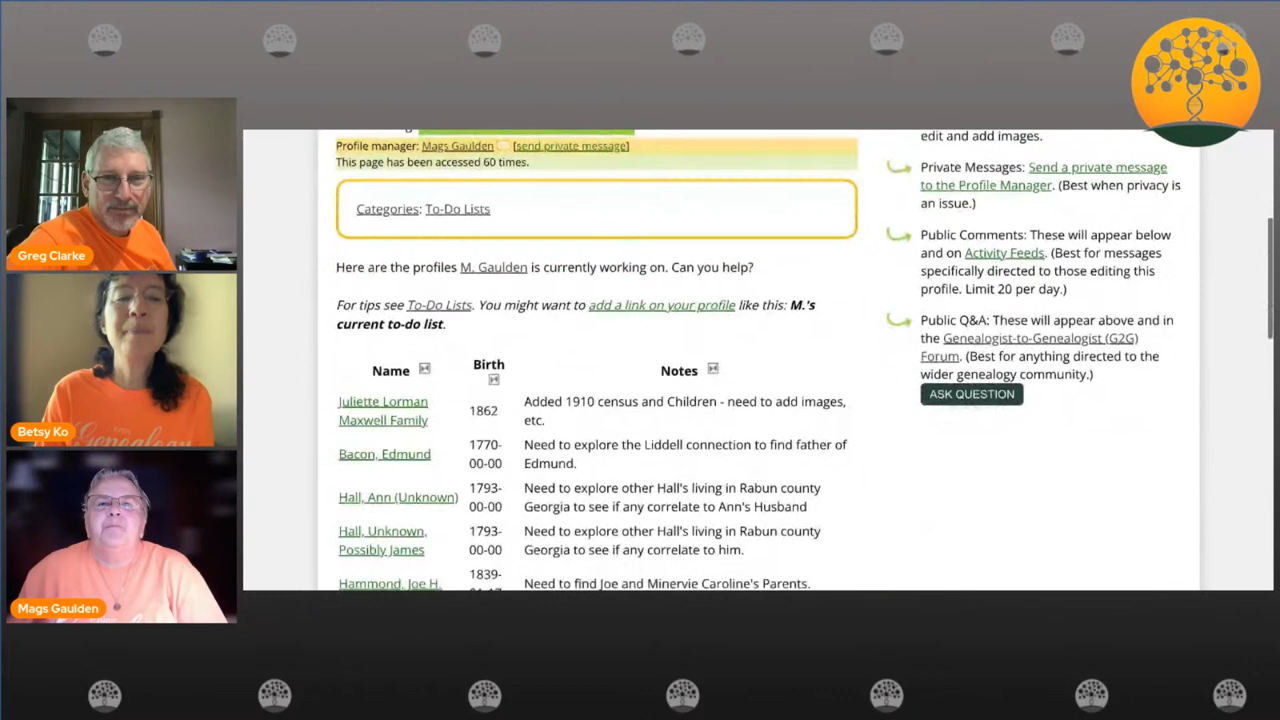 Greg Clarke
Genealogy
Betsy Ko
Mags Gaulden
Profile manager: Mags Gaulden [send private message]
This page has been accessed 60 times.
Categories: To-Do Lists
Here are the profiles M. Gaulden is currently working on. Can you help?
For tips see To-Do Lists. You might want to add a link on your profile like this: M.'s
current to-do list.
Name Birth Notes
Juliette Lorman
Maxwell Family
1862
Added 1910 census and Children - need to add images,
etc.
Bacon, Edmund
1770-
00-00
Need to explore the Liddell connection to find father of
Edmund.
Hall, Ann (Unknown)
1793-
00-00
Need to explore other Hall's living in Rabun county
Georgia to see if any correlate to Ann's Husband
Hall, Unknown,
Possibly James
1793-
00-00
Need to explore other Hall's living in Rabun county
Georgia to see if any correlate to him.
Hammond, Joe H.
1839-
Need to find Joe and Minervie Caroline's Parents.
edit and add images.
Private Messages: Send a private message
to the Profile Manager. (Best when privacy is
an issue.)
Public Comments: These will appear below
and on Activity Feeds. (Best for messages
specifically directed to those editing this
profile. Limit 20 per day.)
Public Q&A: These will appear above and in
the Genealogist-to-Genealogist (G2G)
Forum. (Best for anything directed to the
wider genealogy community.)
ASK QUESTION